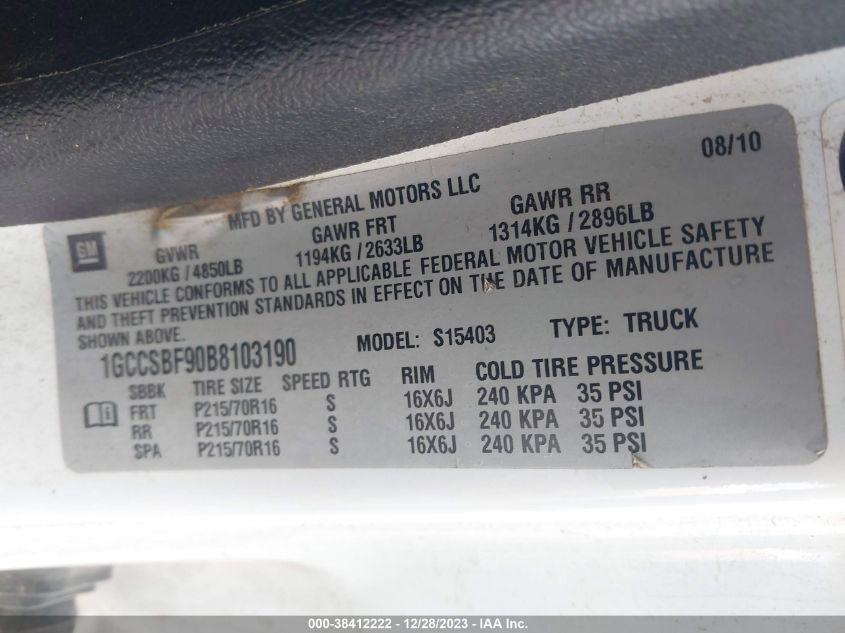 08/10
MFD BY GENERAL MOTORS LLC
GM
GVWR GAWR FRT GAWR RR
2200KG / 4850LB 1194KG / 2633LB 1314KG / 2896LB
THIS VEHICLE CONFORMS TO ALL APPLICABLE FEDERAL MOTOR VEHICLE SAFETY
AND THEFT PREVENTION STANDARDS IN EFFECT ON THE DATE OF MANUFACTURE
SHOWN ABOVE.
1GCCSBF90B8103190 MODEL: S15403 TYPE: TRUCK
SBBK TIRE SIZE SPEED RTG RIM COLD TIRE PRESSURE
FRT P215/70R16 S 16X6J 240 KPA 35 PSI
RR P215/70R16 S 16X6J 240 KPA 35 PSI
SPA P215/70R16 S 16X6J 240 KPA 35 PSI
000-38412222 - 12/28/2023 - IAA Inc.